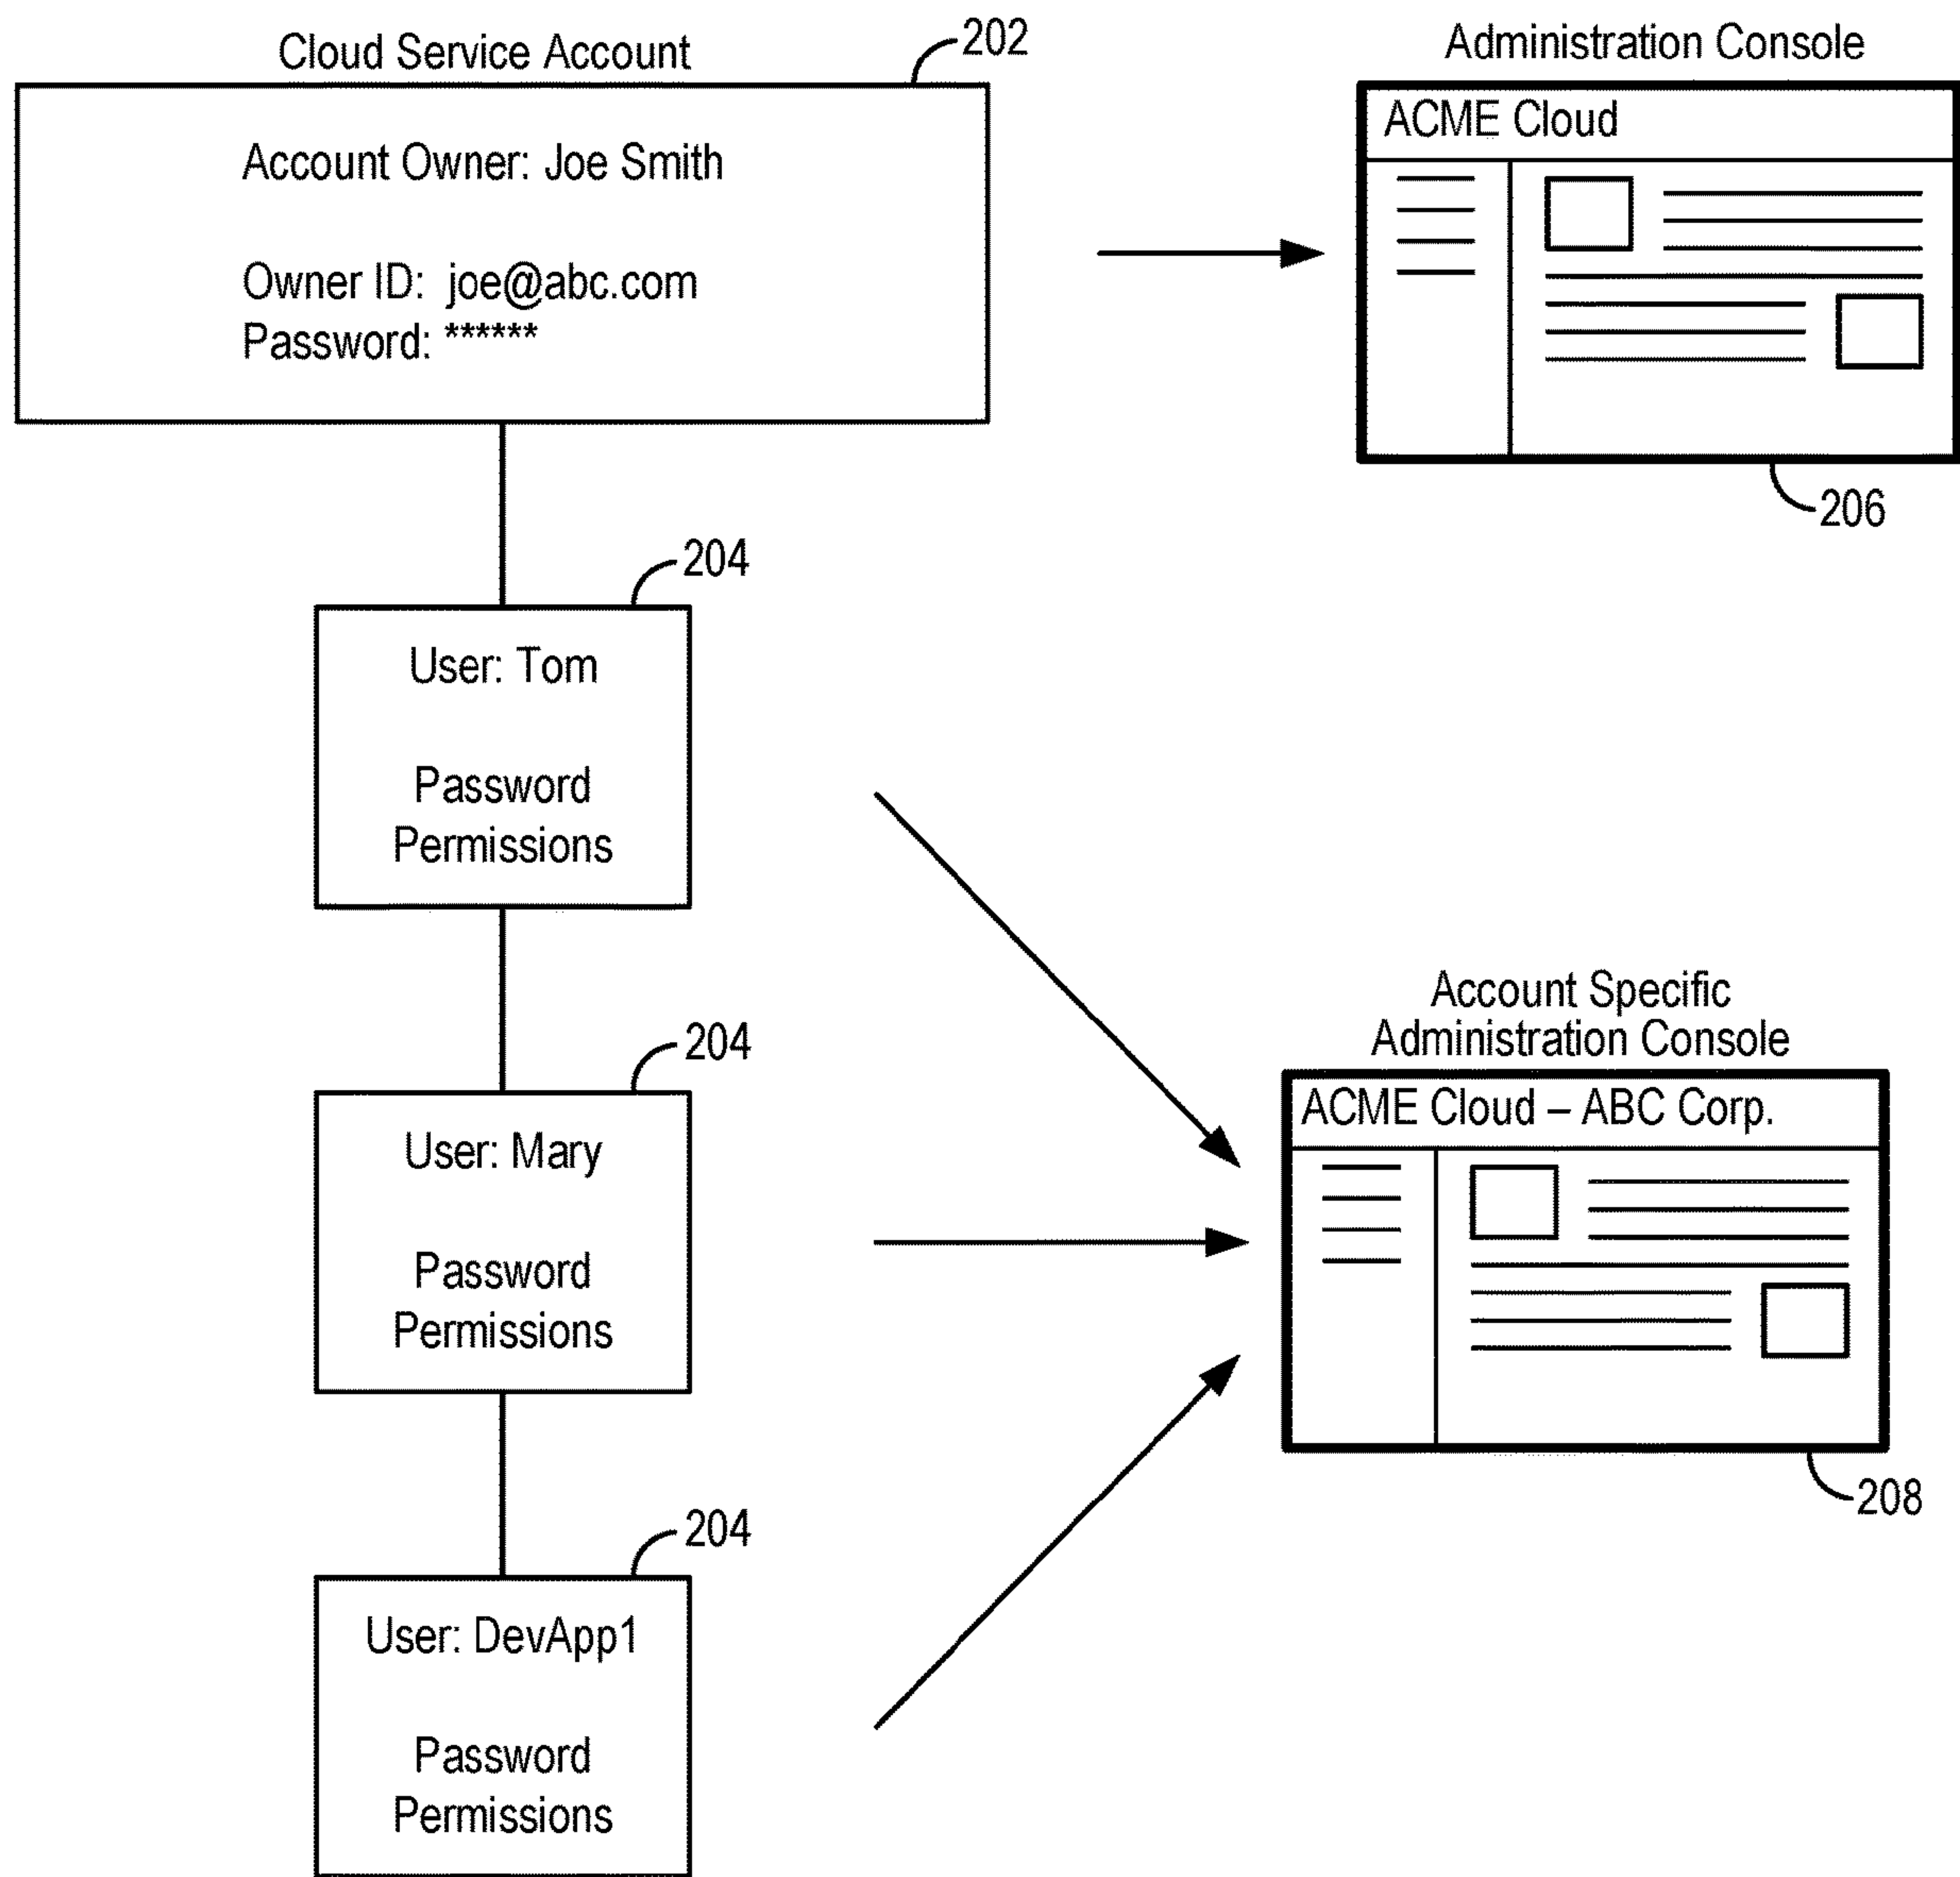 Cloud Service Account
202
Account Owner: Joe Smith
Owner ID: joe@abc.com
Password: ******
Administration Console
ACME Cloud
206
204
User: Tom
Password
Permissions
204
User: Mary
Password
Permissions
Account Specific
Administration Console
ACME Cloud – ABC Corp.
208
204
User: DevApp1
Password
Permissions